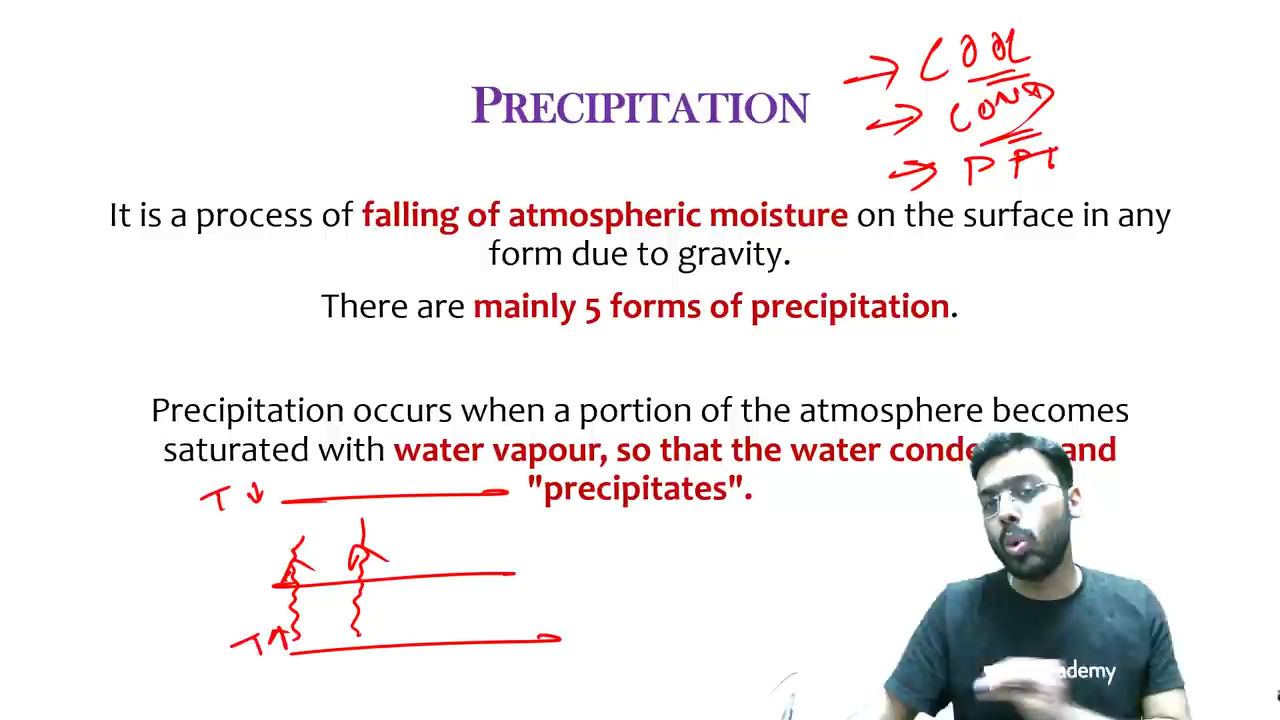 → COOL
PRECIPITATION
→ COND
→ PPT
It is a process of falling of atmospheric moisture on the surface in any
form due to gravity.
There are mainly 5 forms of precipitation.
Precipitation occurs when a portion of the atmosphere becomes
saturated with water vapour, so that the water and
"precipitates".
T ↓
T ↑
ademy